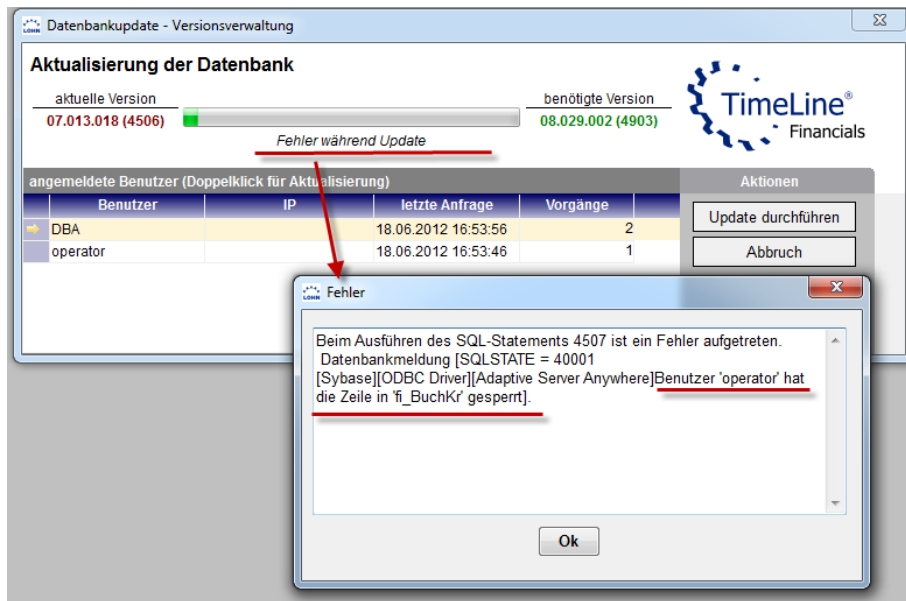 Datenbankupdate - Versionsverwaltung
Aktualisierung der Datenbank
aktuelle Version
benötigte Version
07.013.018 (4506)
08.029.002 (4903)
Fehler während Update
TimeLine®
Financials
angemeldete Benutzer (Doppelklick für Aktualisierung)
Aktionen
Benutzer IP letzte Anfrage Vorgänge
DBA 18.06.2012 16:53:56 2
operator 18.06.2012 16:53:46 1
Update durchführen
Abbruch
LOHN Fehler
Beim Ausführen des SQL-Statements 4507 ist ein Fehler aufgetreten.
Datenbankmeldung [SQLSTATE = 40001
[Sybase][ODBC Driver][Adaptive Server Anywhere]Benutzer 'operator' hat
die Zeile in 'fi_BuchKr' gesperrt].
Ok